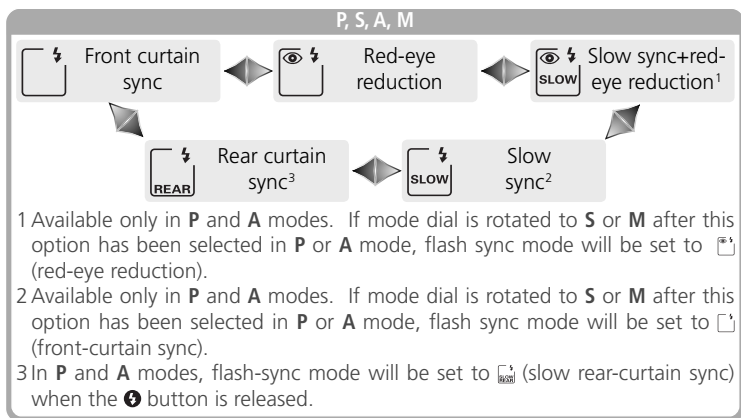 P, S, A, M
Front curtain
sync
Red-eye
reduction
SLOW
Slow sync+red-
eye reduction1
REAR
Rear curtain
sync3
SLOW
Slow
sync2
1 Available only in P and A modes. If mode dial is rotated to S or M after this
option has been selected in P or A mode, flash sync mode will be set to
(red-eye reduction).
2 Available only in P and A modes. If mode dial is rotated to S or M after this
option has been selected in P or A mode, flash sync mode will be set to
(front-curtain sync).
3 In P and A modes, flash-sync mode will be set to SLOW REAR (slow rear-curtain sync)
when the button is released.